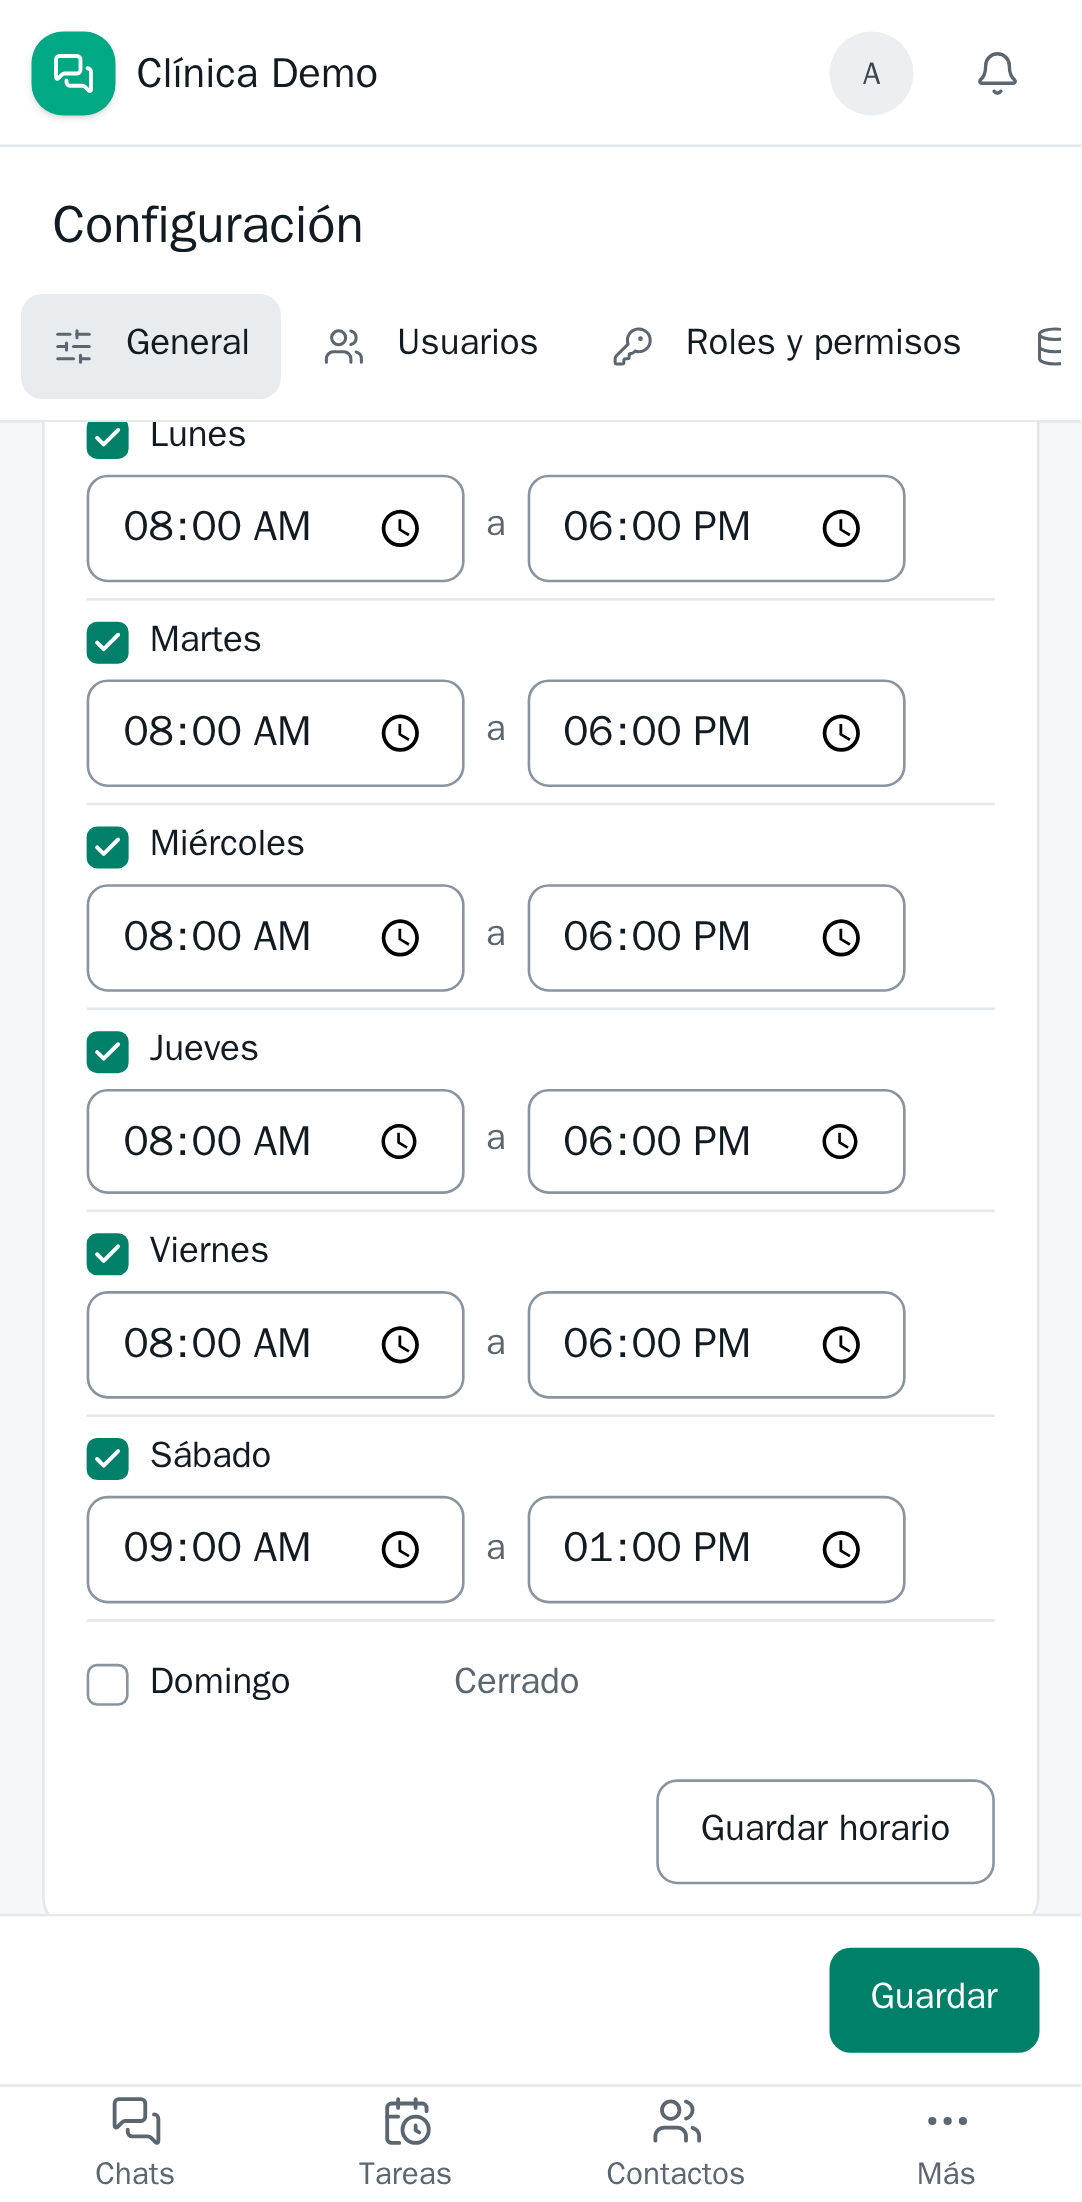 Clínica Demo
A
Configuración
General
Usuarios
Roles y permisos
Lunes
08:00 AM a 06:00 PM
Martes
08:00 AM a 06:00 PM
Miércoles
08:00 AM a 06:00 PM
Jueves
08:00 AM a 06:00 PM
Viernes
08:00 AM a 06:00 PM
Sábado
09:00 AM a 01:00 PM
Domingo Cerrado
Guardar horario
Guardar
Chats
Tareas
Contactos
Más